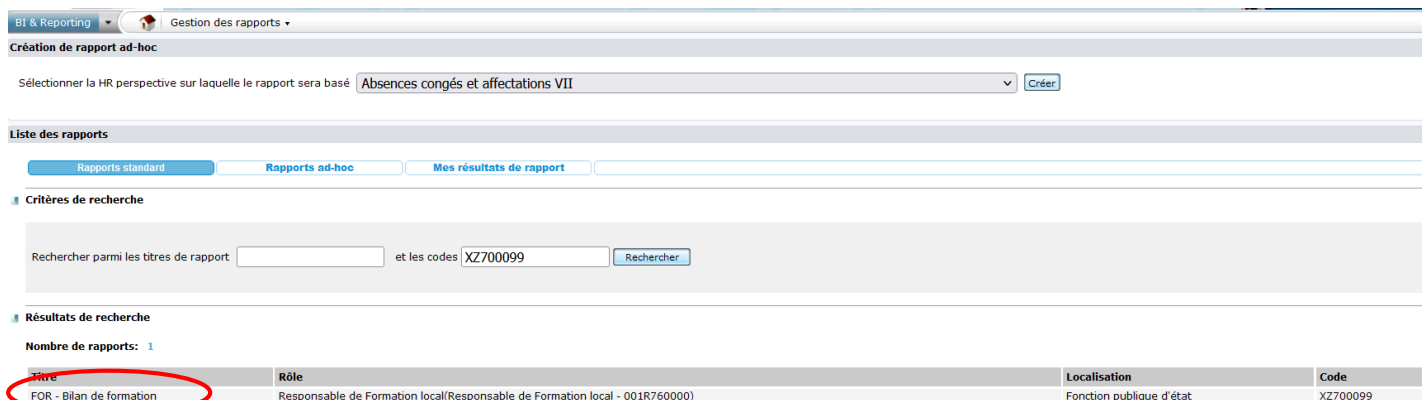 BI & Reporting Gestion des rapports
Création de rapport ad-hoc
Sélectionner la HR perspective sur laquelle le rapport sera basé Absences congés et affectations VII Créer
Liste des rapports
Rapports standard Rapports ad-hoc Mes résultats de rapport
Critères de recherche
Rechercher parmi les titres de rapport et les codes XZ700099 Rechercher
Résultats de recherche
Nombre de rapports: 1
Titre Rôle Localisation Code
FOR - Bilan de formation Responsable de Formation local(Responsable de Formation local - 001R760000) Fonction publique d'état XZ700099